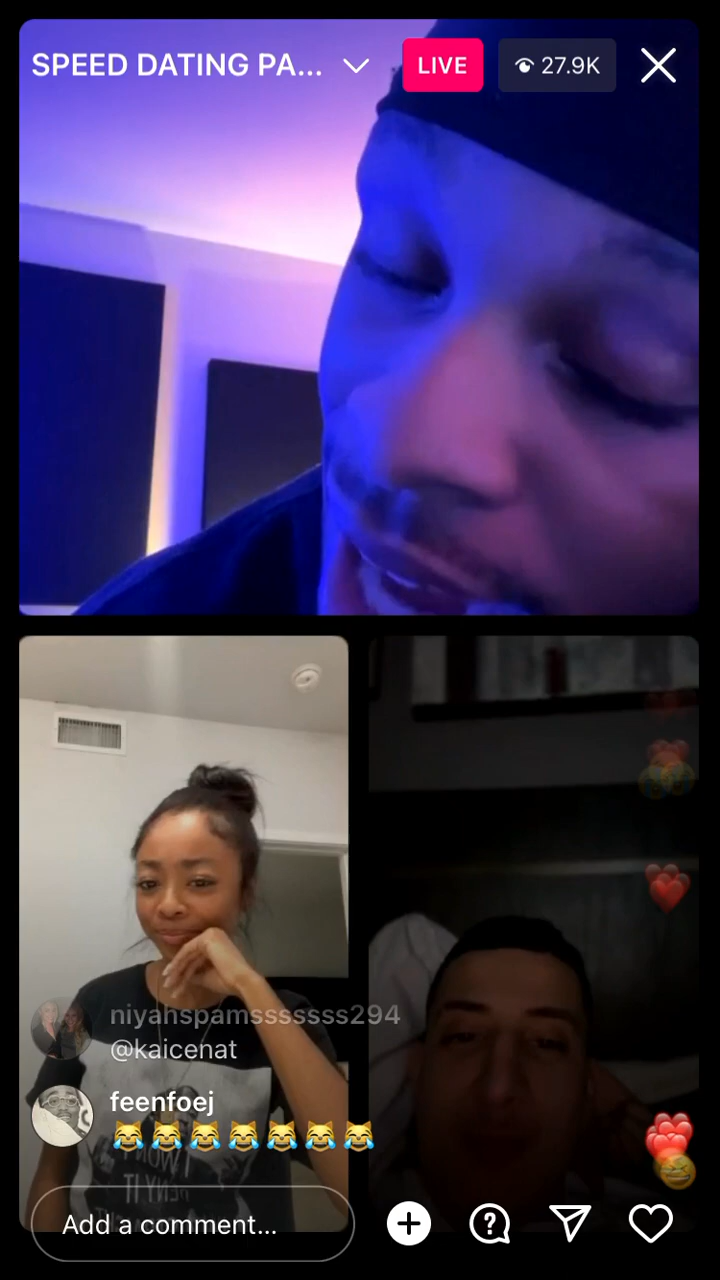 SPEED DATING PA...
LIVE
27.9K
niyahspamsssssss294
@kaicenat
feenfoej
😹😹😹😹😹😹😹
Add a comment...